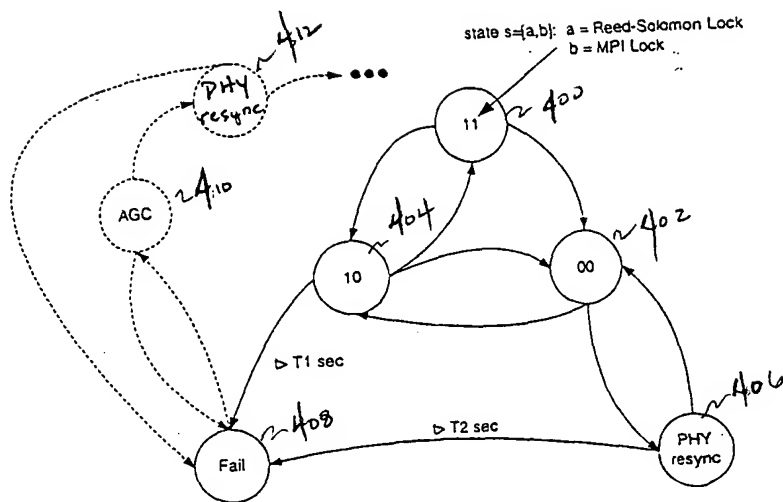 412
state s={a,b}: a = Reed-Solomon Lock
b = MPI Lock
PHY
resync
11
400
AGC
410
404
402
10
00
▷ T1 sec
406
408
▷ T2 sec
PHY
resync
Fail